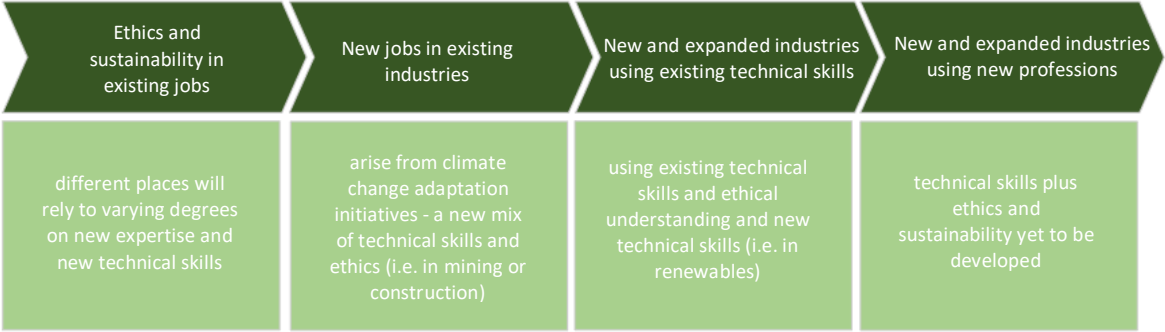 Ethics and
sustainability in
existing jobs
New jobs in existing
industries
New and expanded industries
using existing technical skills
New and expanded industries
using new professions
different places will
rely to varying degrees
on new expertise and
new technical skills
arise from climate
change adaptation
initiatives - a new mix
of technical skills and
ethics (i.e. in mining or
construction)
using existing technical
skills and ethical
understanding and new
technical skills (i.e. in
renewables)
technical skills plus
ethics and
sustainability yet to be
developed